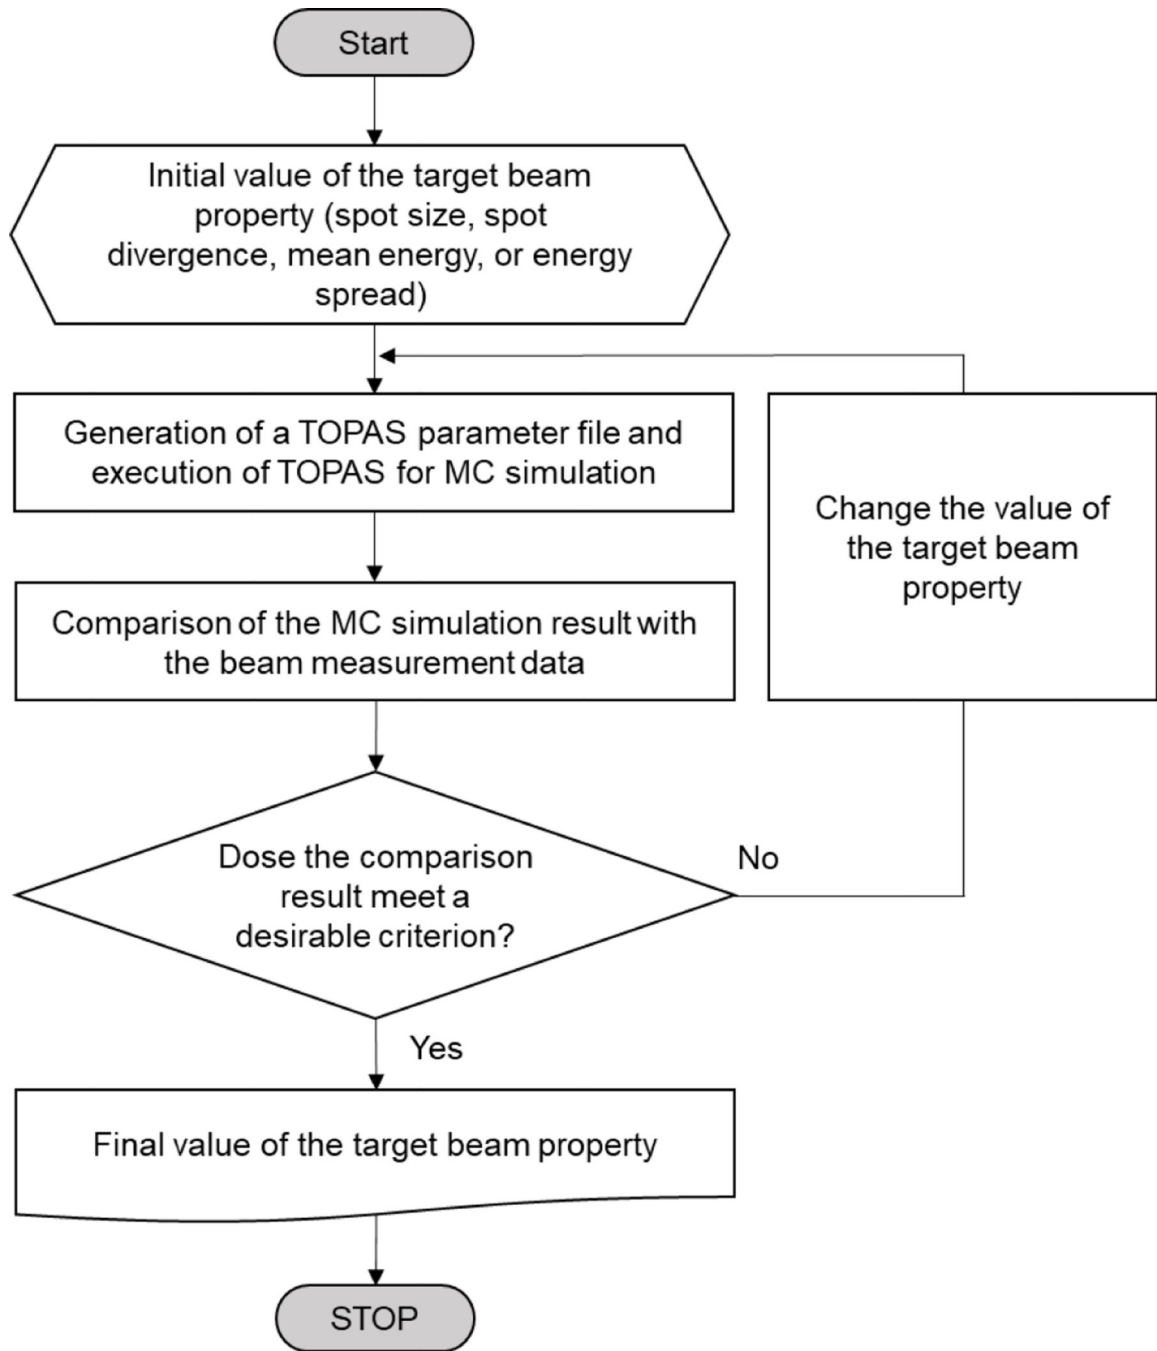 Start
Initial value of the target beam
property (spot size, spot
divergence, mean energy, or energy
spread)
Generation of a TOPAS parameter file and
execution of TOPAS for MC simulation
Change the value of
the target beam
property
Comparison of the MC simulation result with
the beam measurement data
Dose the comparison
result meet a
desirable criterion?
No
Yes
Final value of the target beam property
STOP